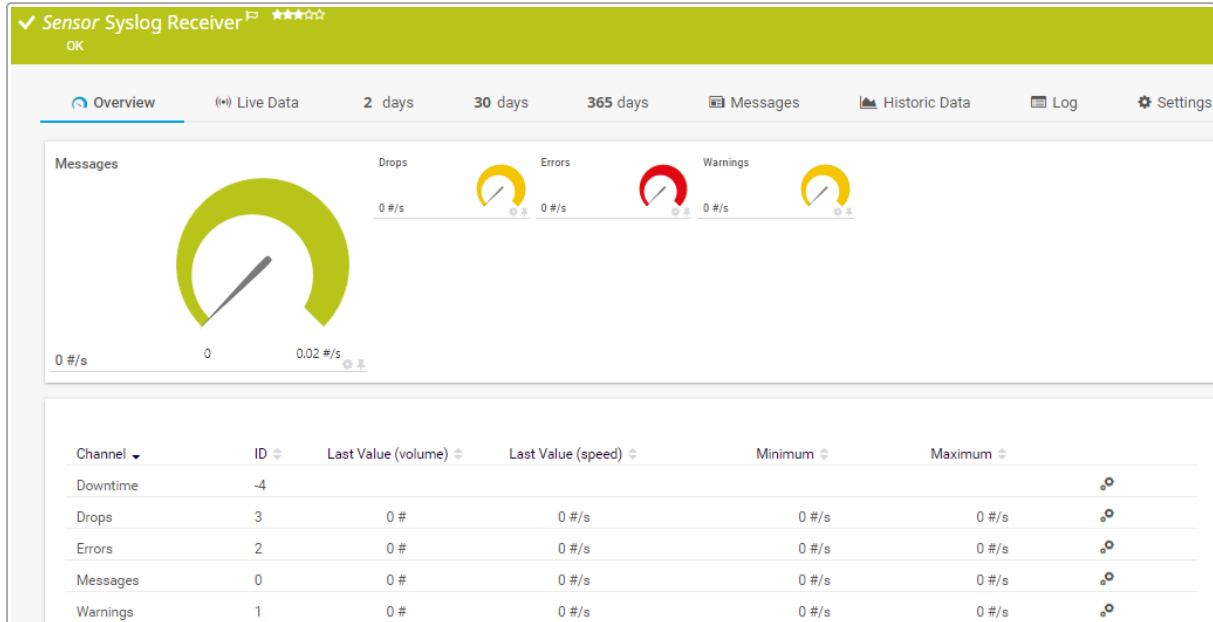 Sensor Syslog Receiver
OK
Overview Live Data 2 days 30 days 365 days Messages Historic Data Log Settings
Messages Drops Errors Warnings
0 #/s 0 #/s 0 #/s
0 #/s 0 0.02 #/s
Channel ID Last Value (volume) Last Value (speed) Minimum Maximum
Downtime -4
Drops 3 0 # 0 #/s 0 #/s 0 #/s
Errors 2 0 # 0 #/s 0 #/s 0 #/s
Messages 0 0 # 0 #/s 0 #/s 0 #/s
Warnings 1 0 # 0 #/s 0 #/s 0 #/s